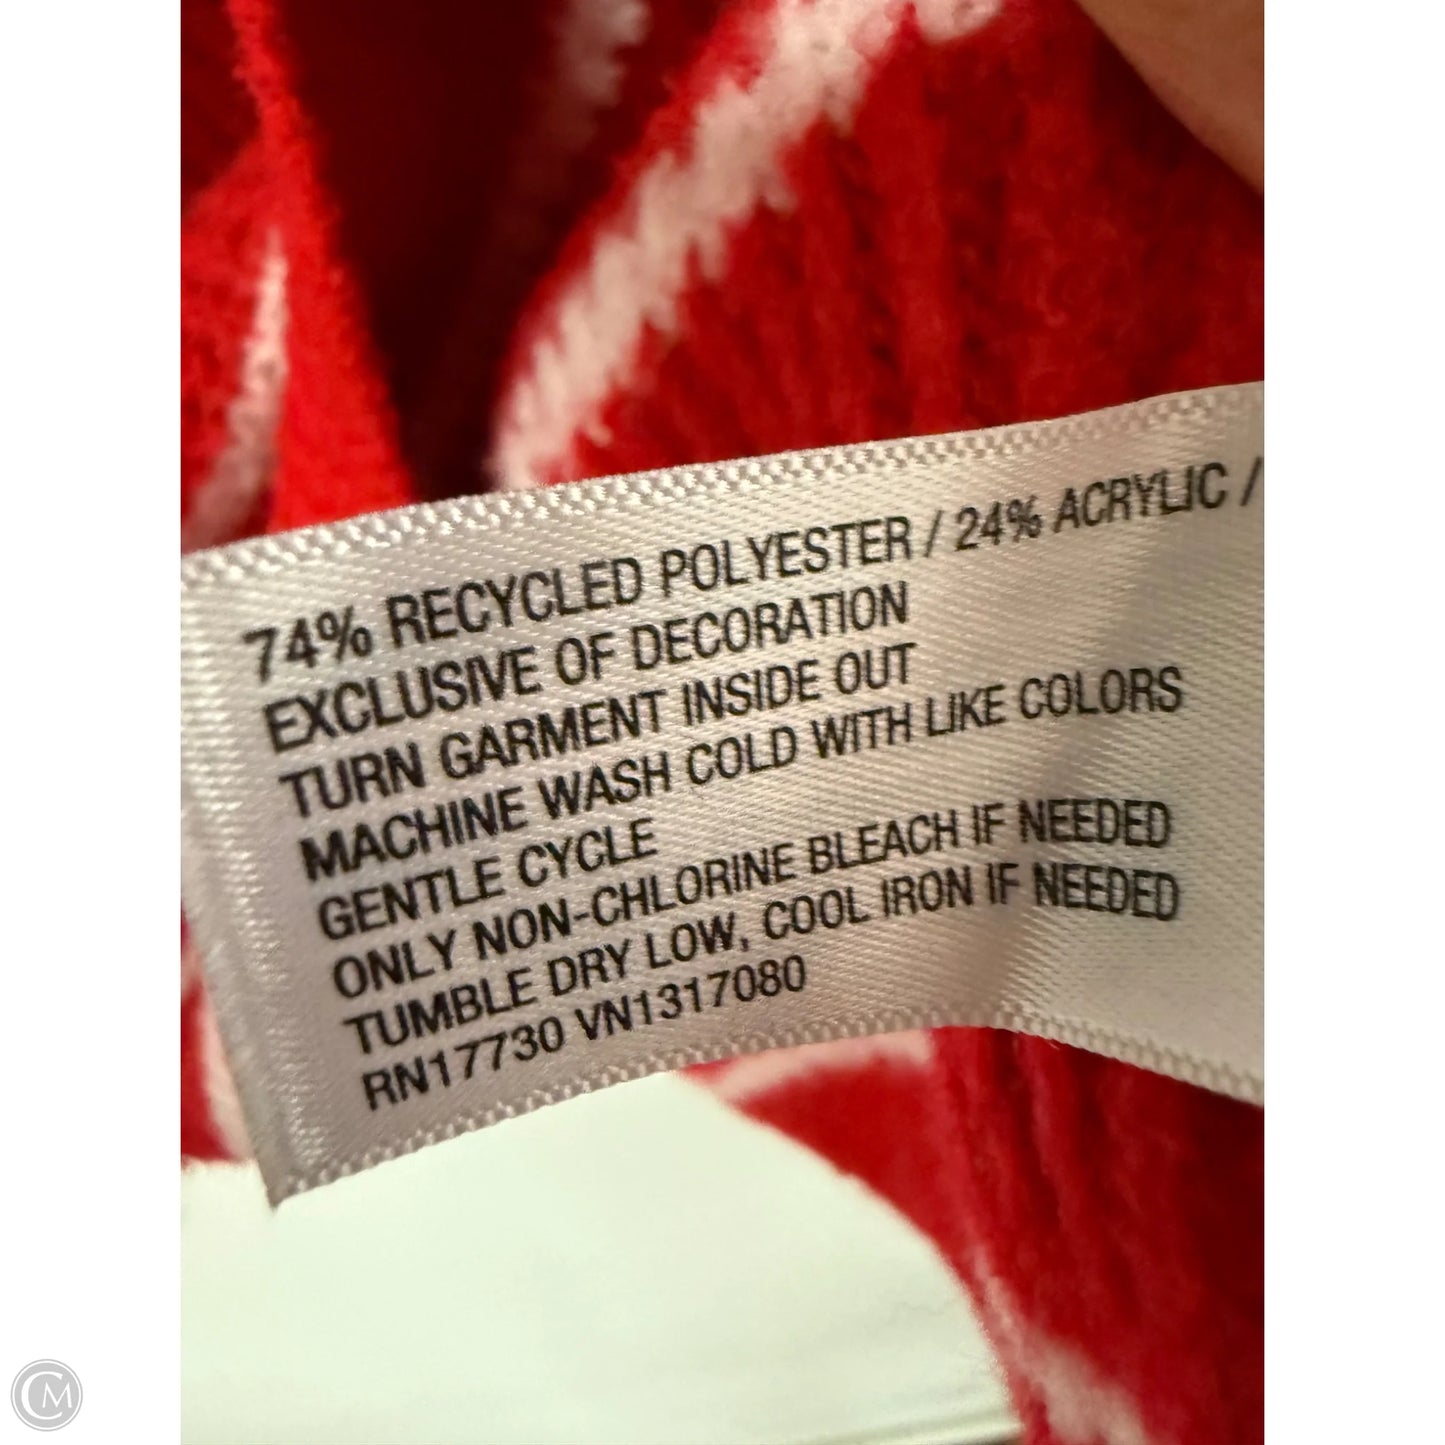 74% RECYCLED POLYESTER / 24% ACRYLIC /
EXCLUSIVE OF DECORATION
TURN GARMENT INSIDE OUT
MACHINE WASH COLD WITH LIKE COLORS
GENTLE CYCLE
ONLY NON-CHLORINE BLEACH IF NEEDED
TUMBLE DRY LOW, COOL IRON IF NEEDED
RN17730 VN1317080
CM